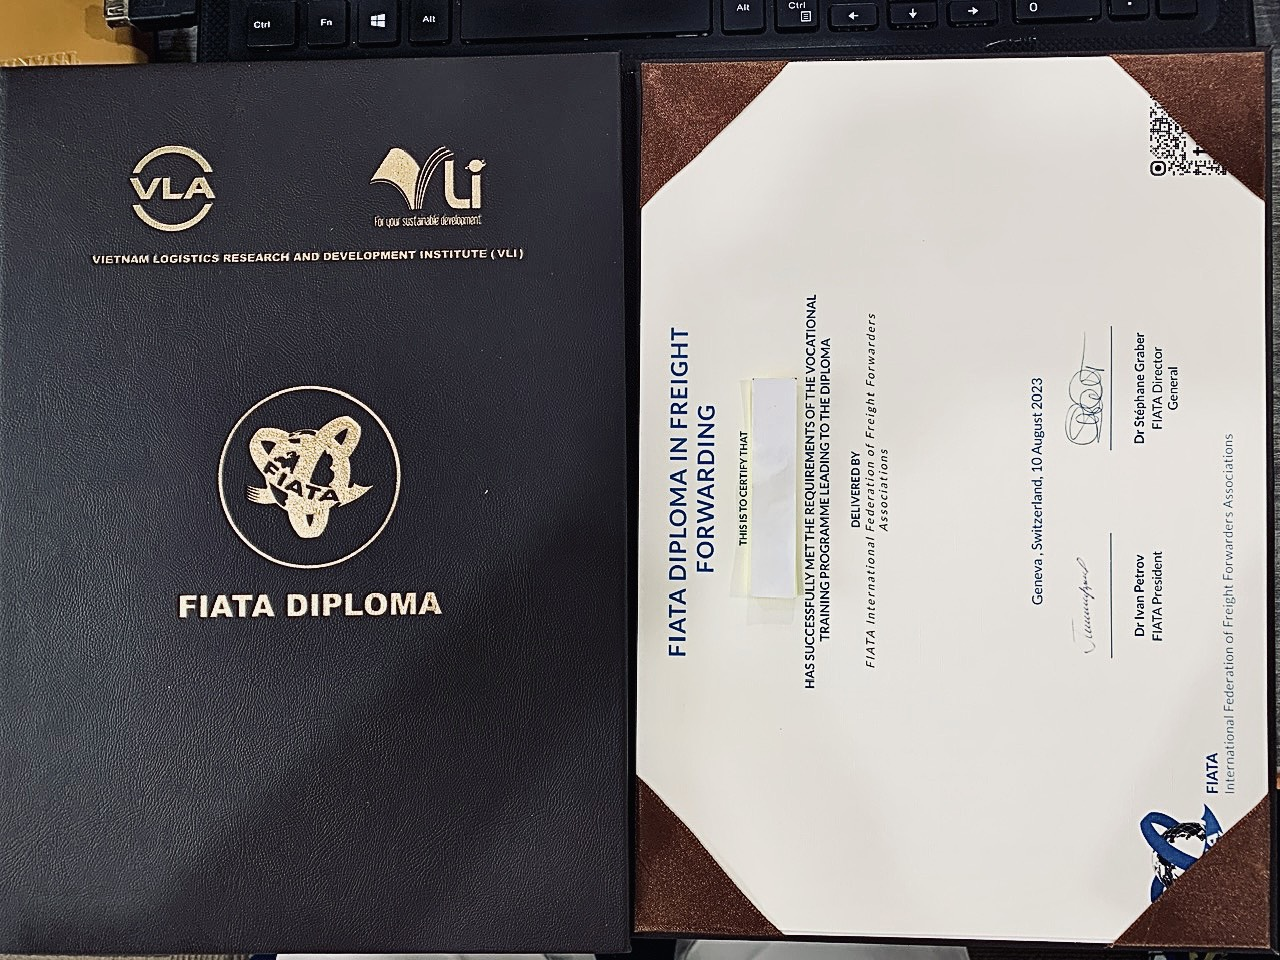 Ctrl
Fn
Alt
Alt
Ctrl
0
VLA
VLi
For your sustainable development
VIETNAM LOGISTICS RESEARCH AND DEVELOPMENT INSTITUTE (VLI)
FIATA
FIATA DIPLOMA
FIATA DIPLOMA IN FREIGHT
FORWARDING
THIS IS TO CERTIFY THAT
HAS SUCCESSFULLY MET THE REQUIREMENTS OF THE VOCATIONAL
TRAINING PROGRAMME LEADING TO THE DIPLOMA
DELIVERED BY
FIATA International Federation of Freight Forwarders
Associations
Geneva , Switzerland, 10 August 2023
Dr Ivan Petrov
FIATA President
Dr Stéphane Graber
FIATA Director
General
FIATA
International Federation of Freight Forwarders Associations